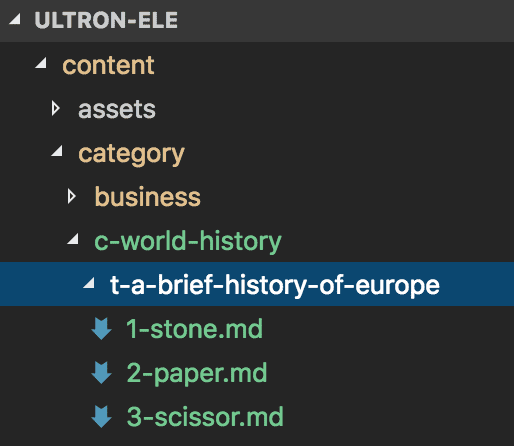 ULTRON-ELE
content
assets
category
business
c-world-history
t-a-brief-history-of-europe
1-stone.md
2-paper.md
3-scissor.md